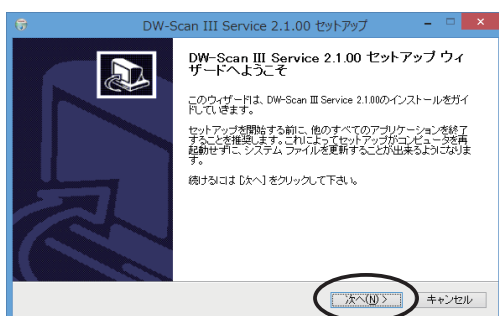 DW-Scan III Service 2.1.00 セットアップ
DW-Scan III Service 2.1.00 セットアップ ウィ
ザードへようこそ
このウィザードは、DW-Scan Ⅲ Service 2.1.00のインストールをガイ
ドしていきます。
セットアップを開始する前に、他のすべてのアプリケーションを終了
することを推奨します。これによってセットアップがコンピュータを再
起動せずに、システム ファイルを更新することが出来るようになりま
す。
続けるには [次へ] をクリックして下さい。
次へ(N) >
キャンセル